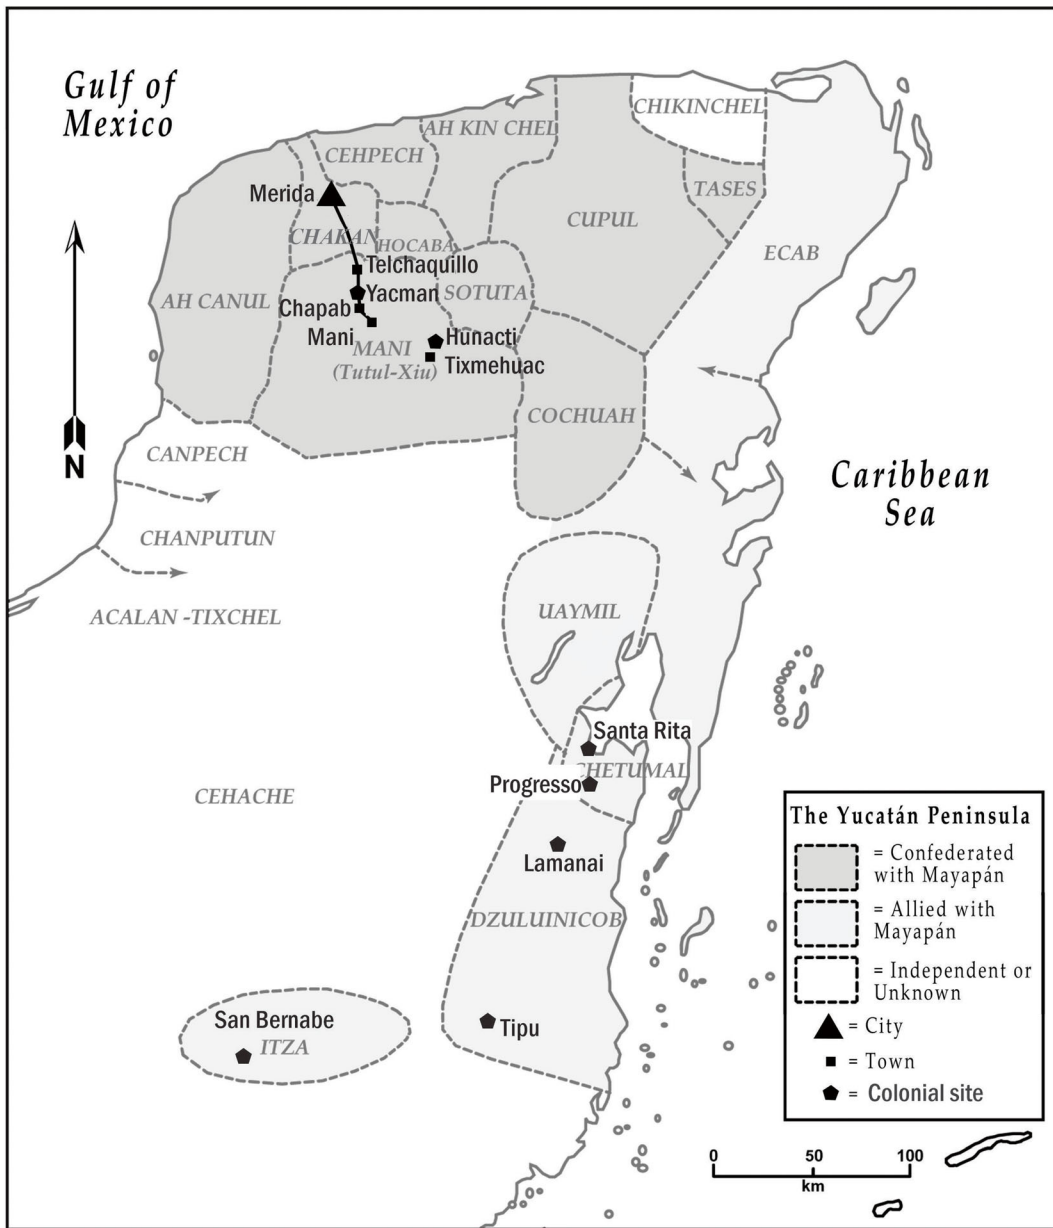 Gulf of
Mexico
CHIKINCHEL
AH KIN CHEL
CEHPECH
TASES
Merida
CUPUL
CHAKAN
HOCABA
ECAB
Telchaquillo
AH CANUL
Yacman
SOTUTA
Chapab
Mani
Hunacti
MANI
(Tutul-Xiu)
Tixmehuac
COCHUAH
N
CANPECH
Caribbean
Sea
CHANPUTUN
ACALAN -TIXCHEL
UAYMIL
Santa Rita
CHETUMAL
Progresso
CEHACHE
Lamanai
DZULUINICOB
San Bernabe
ITZA
Tipu
The Yucatán Peninsula
= Confederated
with Mayapán
= Allied with
Mayapán
= Independent or
Unknown
= City
= Town
= Colonial site
0 50 100
km